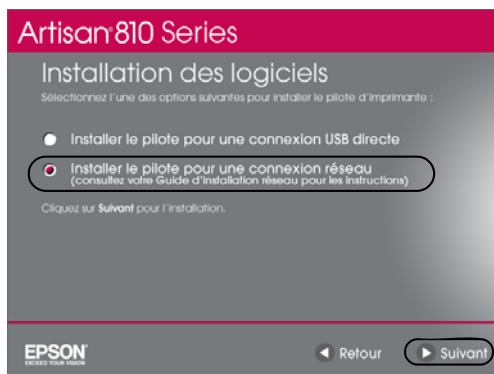 Artisan® 810 Series
Installation des logiciels
Sélectionnez l'une des options suivantes pour installer le pilote d'imprimante :
Installer le pilote pour une connexion USB directe
Installer le pilote pour une connexion réseau
(consultez votre Guide d'installation réseau pour les instructions)
Cliquez sur Suivant pour l'installation.
EPSON
EXCEED YOUR VISION
Retour
Suivant